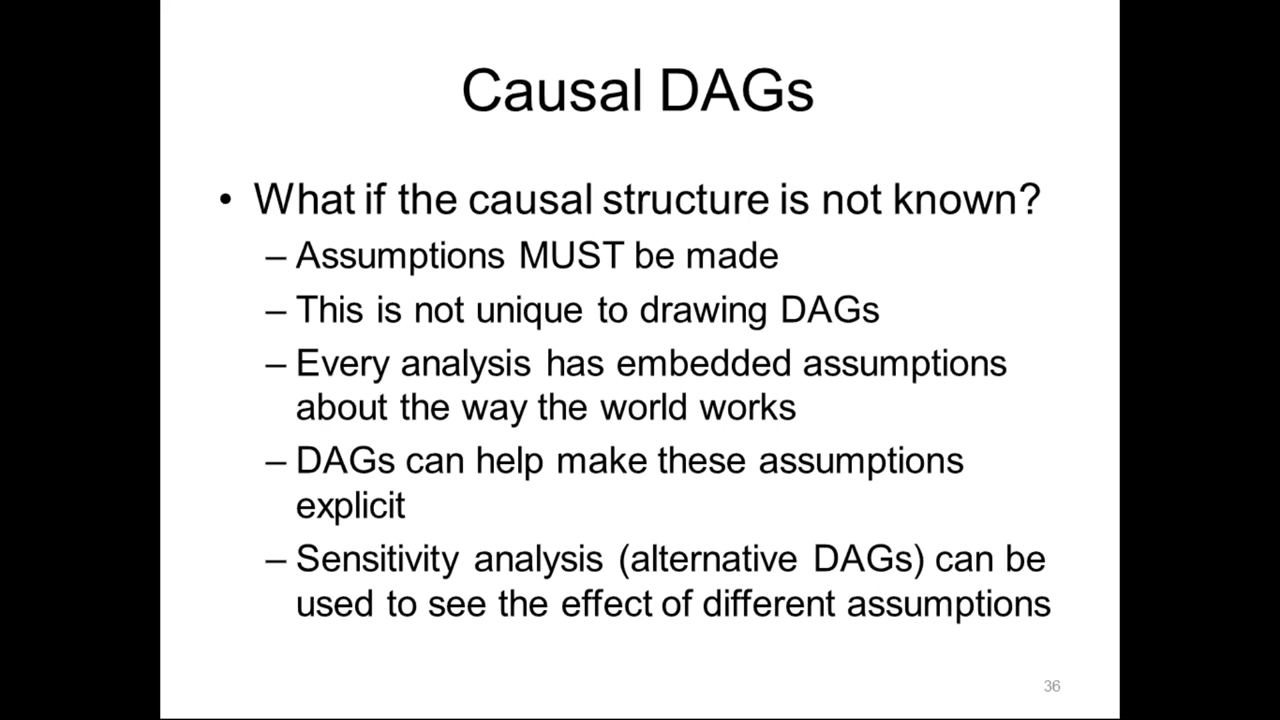 Causal DAGs
• What if the causal structure is not known?
– Assumptions MUST be made
– This is not unique to drawing DAGs
– Every analysis has embedded assumptions
about the way the world works
– DAGs can help make these assumptions
explicit
– Sensitivity analysis (alternative DAGs) can be
used to see the effect of different assumptions
36